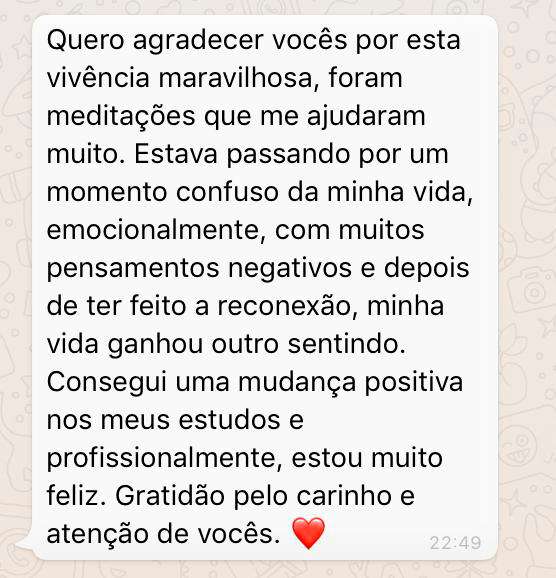 Quero agradecer vocês por esta
vivência maravilhosa, foram
meditações que me ajudaram
muito. Estava passando por um
momento confuso da minha vida,
emocionalmente, com muitos
pensamentos negativos e depois
de ter feito a reconexão, minha
vida ganhou outro sentindo.
Consegui uma mudança positiva
nos meus estudos e
profissionalmente, estou muito
feliz. Gratidão pelo carinho e
atenção de vocês. ❤️
22:49